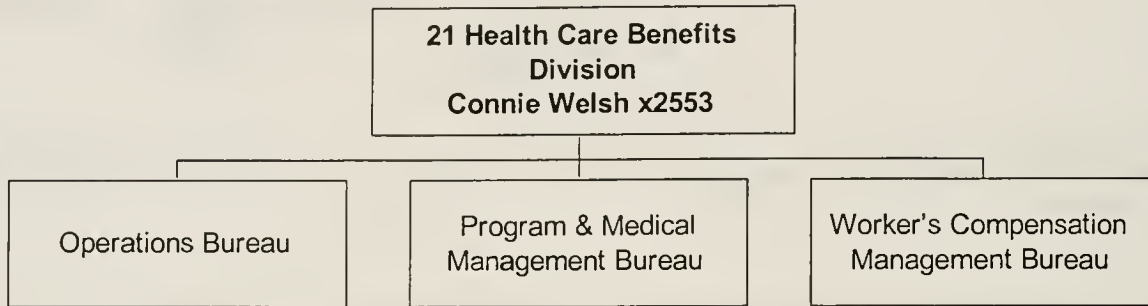 21 Health Care Benefits
Division
Connie Welsh x2553
Operations Bureau
Program & Medical
Management Bureau
Worker's Compensation
Management Bureau